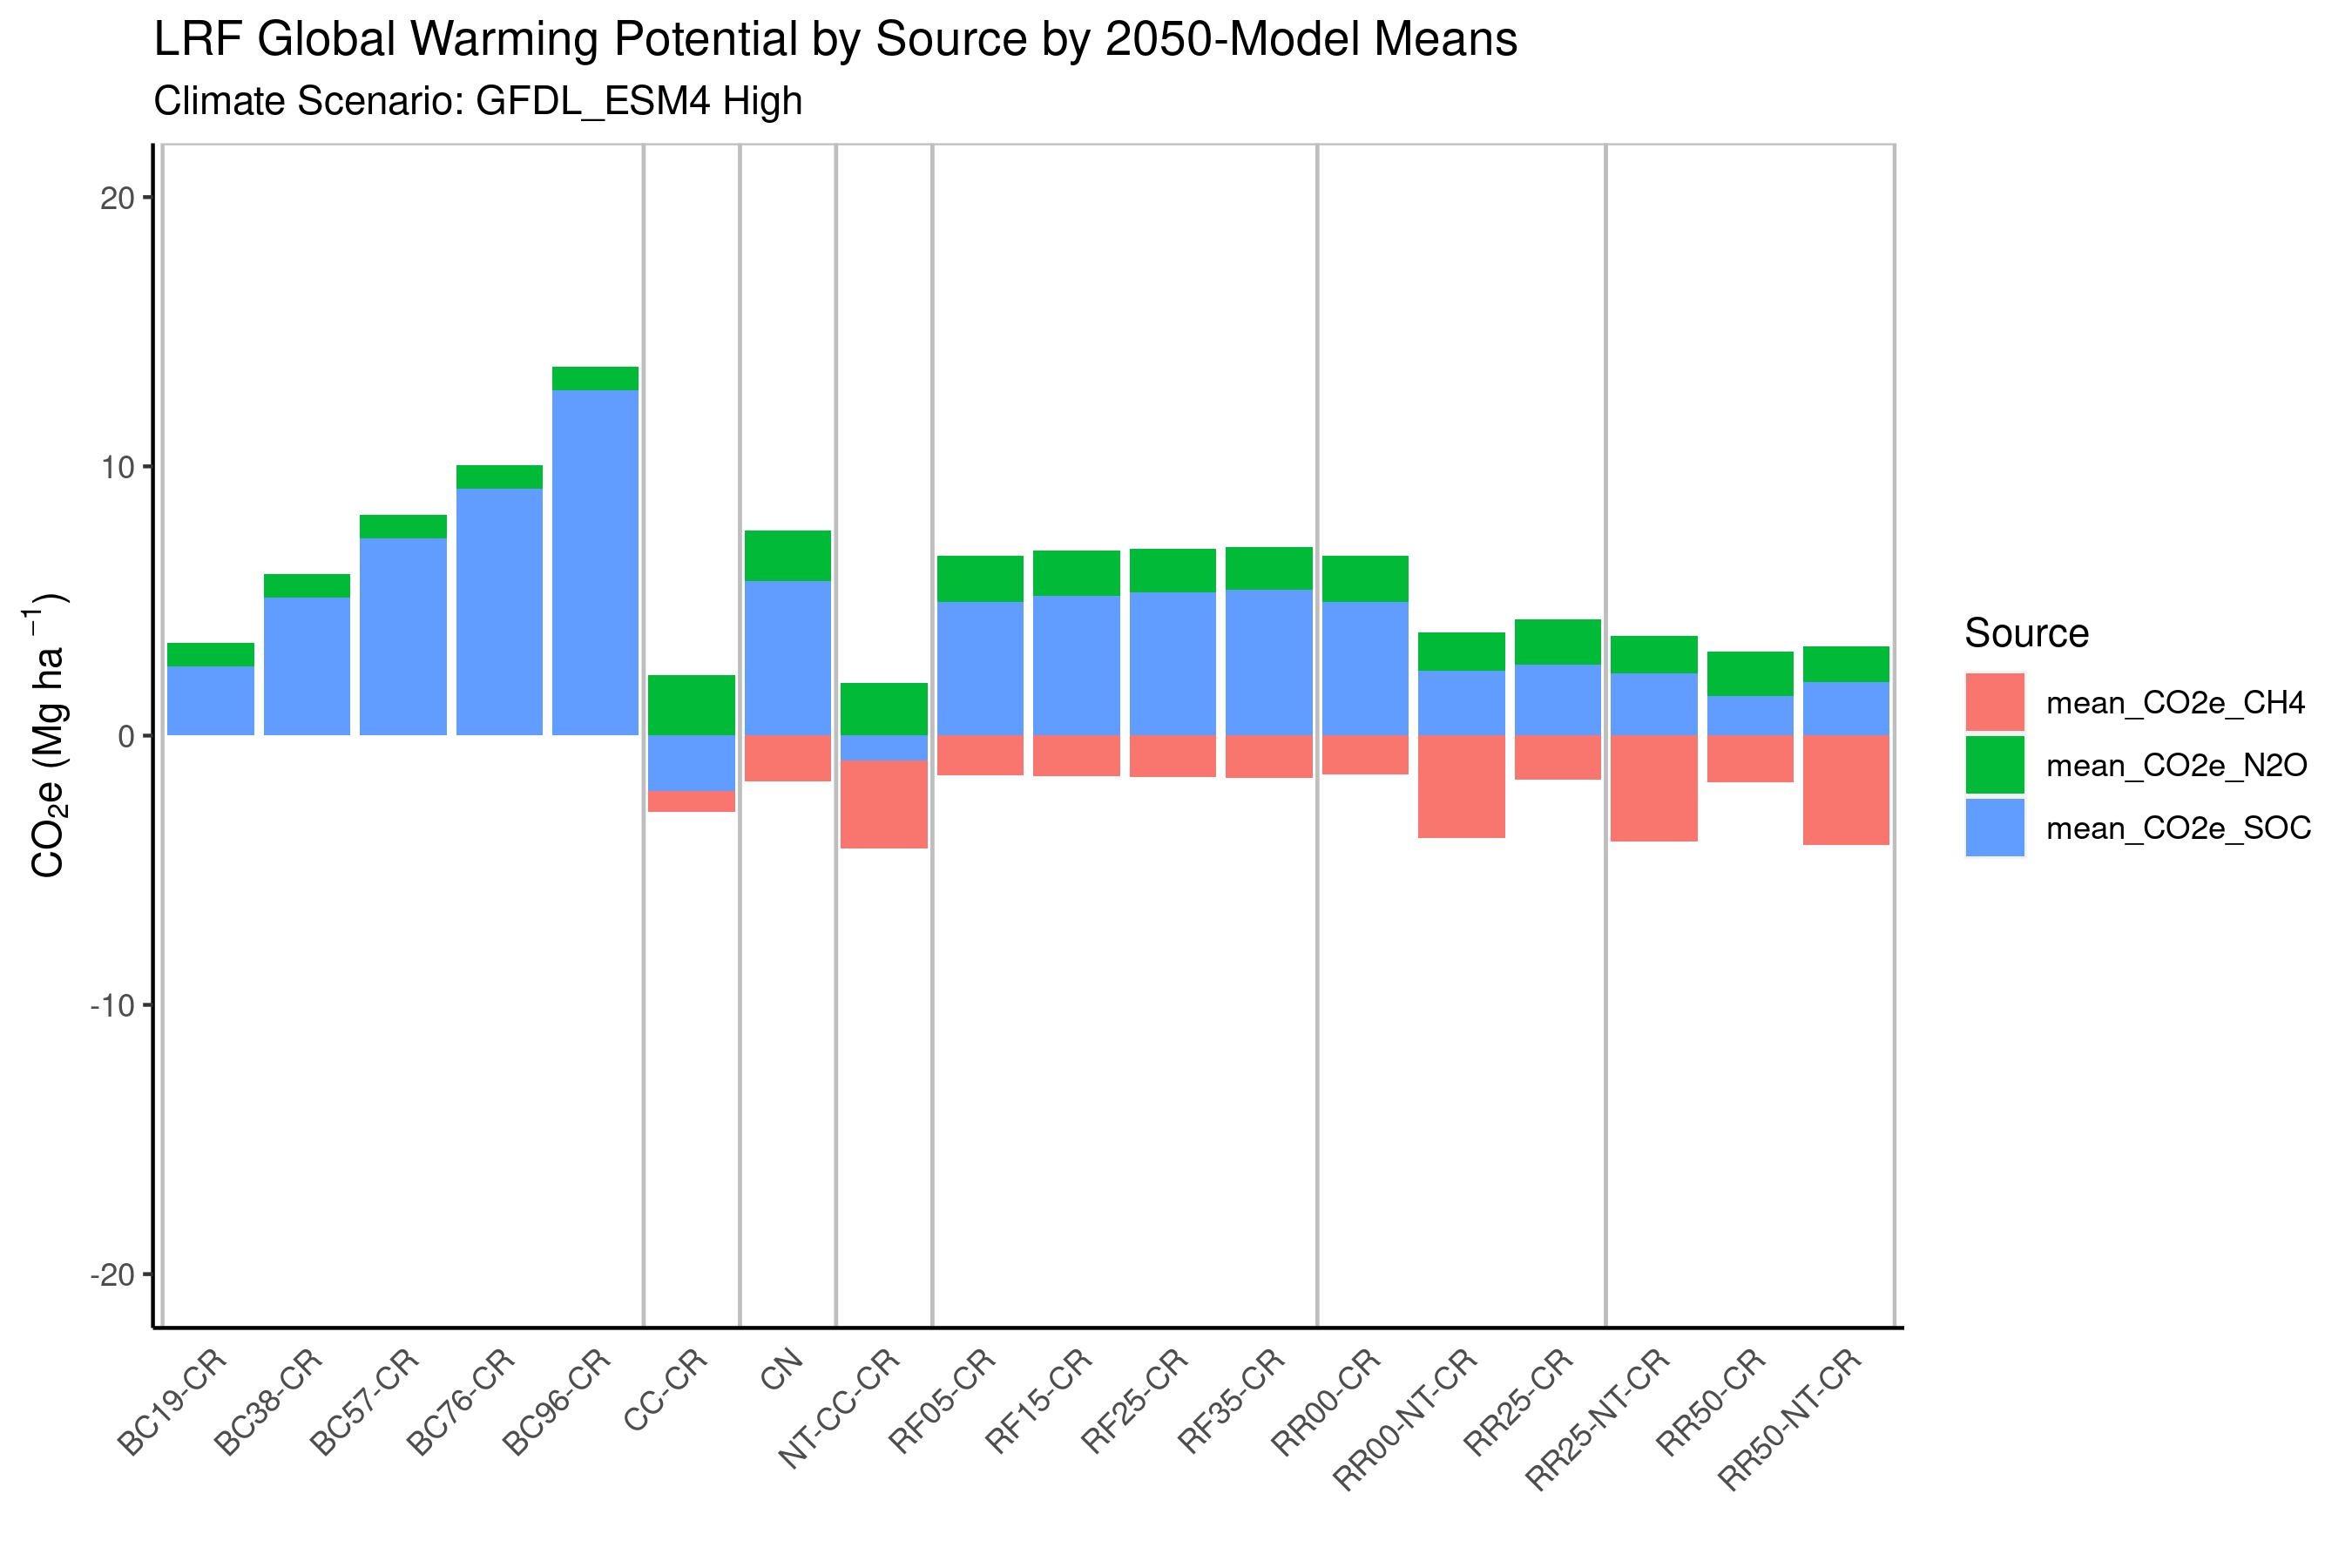 LRF Global Warming Potential by Source by 2050-Model Means
Climate Scenario: GFDL_ESM4 High
CO2e (Mg ha −1)
20
10
0
-10
-20
BC19-CR
BC38-CR
BC57-CR
BC76-CR
BC96-CR
CC-CR
CN
NT-CC-CR
RF05-CR
RF15-CR
RF25-CR
RF35-CR
RR00-CR
RR00-NT-CR
RR25-CR
RR25-NT-CR
RR50-CR
RR50-NT-CR
Source
mean_CO2e_CH4
mean_CO2e_N2O
mean_CO2e_SOC